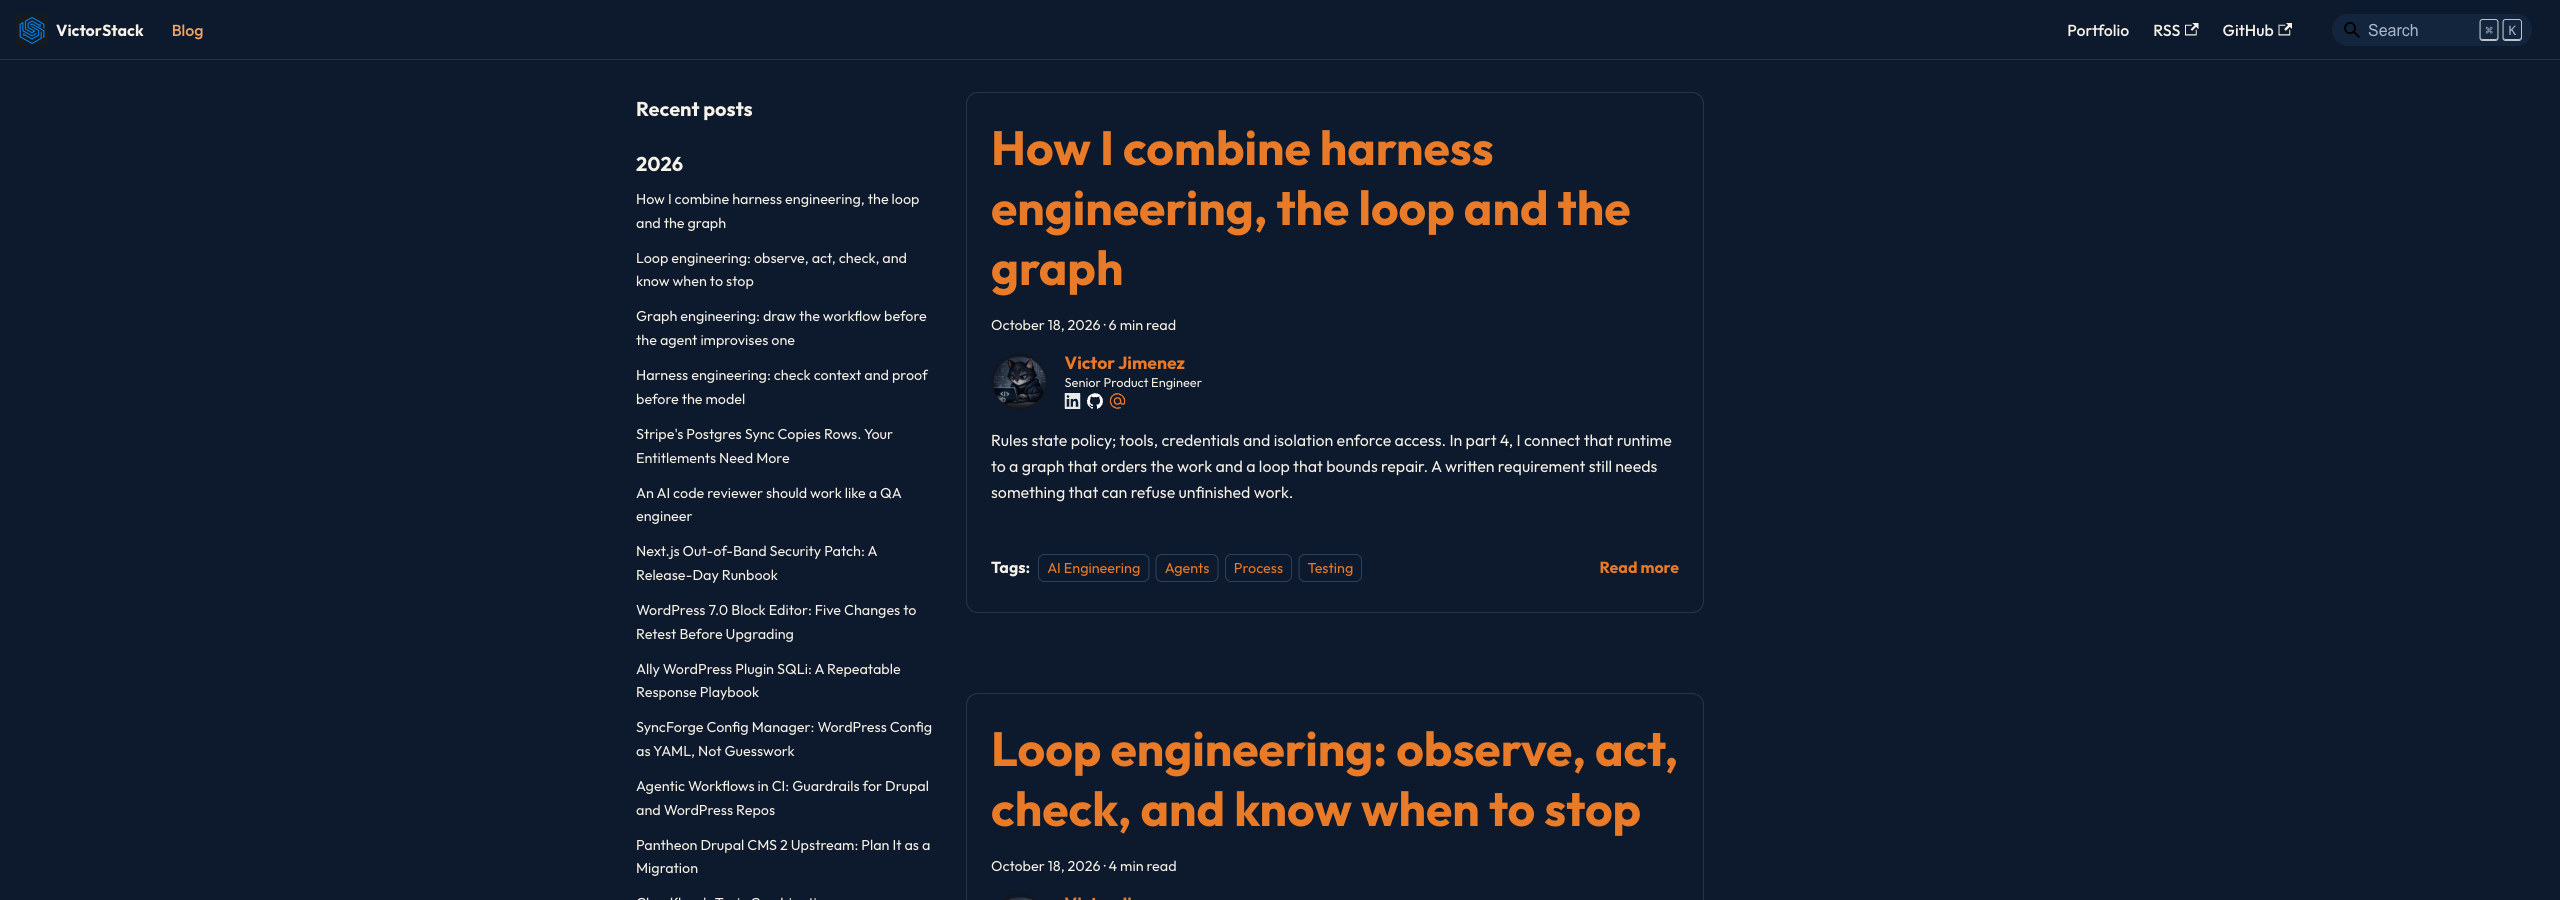 VictorStack
Blog
Portfolio
RSS
GitHub
Search
⌘ K
Recent posts
2026
How I combine harness engineering, the loop
and the graph
Loop engineering: observe, act, check, and
know when to stop
Graph engineering: draw the workflow before
the agent improvises one
Harness engineering: check context and proof
before the model
Stripe's Postgres Sync Copies Rows. Your
Entitlements Need More
An AI code reviewer should work like a QA
engineer
Next.js Out-of-Band Security Patch: A
Release-Day Runbook
WordPress 7.0 Block Editor: Five Changes to
Retest Before Upgrading
Ally WordPress Plugin SQLi: A Repeatable
Response Playbook
SyncForge Config Manager: WordPress Config
as YAML, Not Guesswork
Agentic Workflows in CI: Guardrails for Drupal
and WordPress Repos
Pantheon Drupal CMS 2 Upstream: Plan It as a
Migration
How I combine harness
engineering, the loop and the
graph
October 18, 2026 · 6 min read
Victor Jimenez
Senior Product Engineer
Rules state policy; tools, credentials and isolation enforce access. In part 4, I connect that runtime
to a graph that orders the work and a loop that bounds repair. A written requirement still needs
something that can refuse unfinished work.
Tags: AI Engineering Agents Process Testing
Read more
Loop engineering: observe, act,
check, and know when to stop
October 18, 2026 · 4 min read